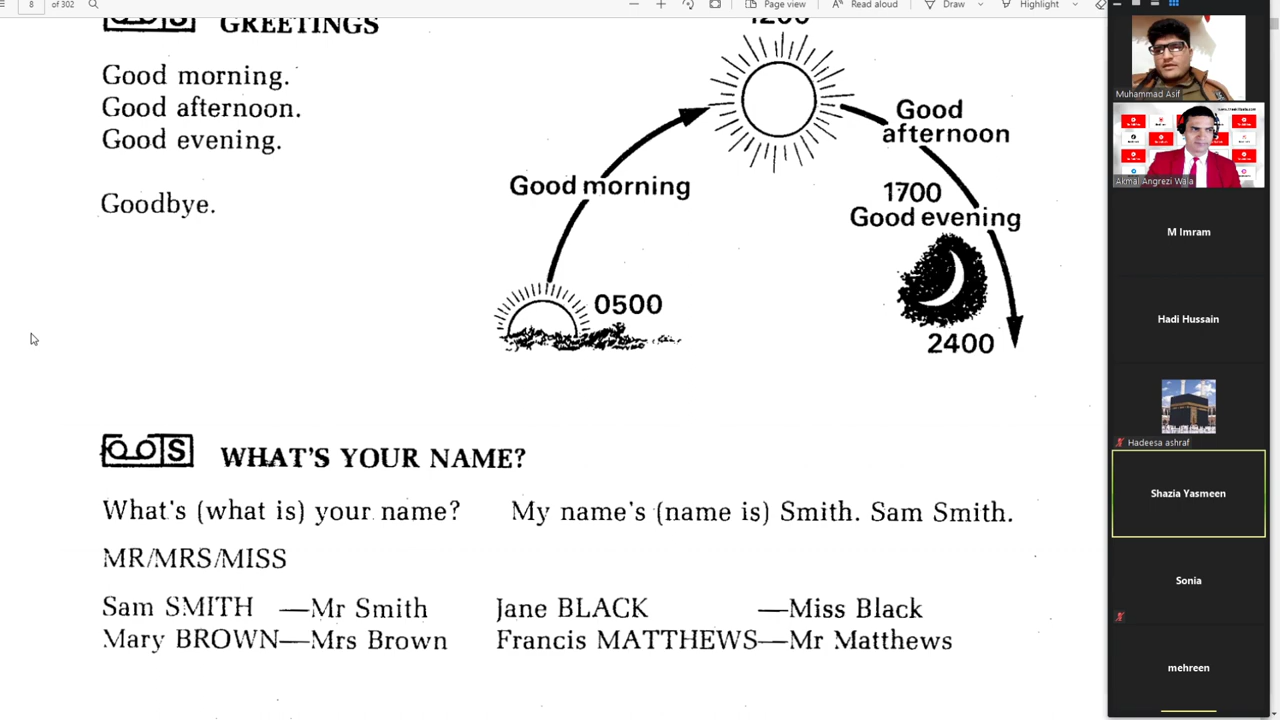 8 of 302
Page view
Read aloud
Draw
Highlight
GREETINGS
Good morning.
Good afternoon.
Good evening.
Goodbye.
1200
Good
afternoon
Good morning
1700
Good evening
0500
2400
S WHAT'S YOUR NAME?
What's (what is) your name? My name's (name is) Smith. Sam Smith.
MR/MRS/MISS
Sam SMITH —Mr Smith Jane BLACK —Miss Black
Mary BROWN—Mrs Brown Francis MATTHEWS—Mr Matthews
Muhammad Asif
Akmal Angrezi Wala
M Imram
Hadi Hussain
Hadeesa ashraf
Shazia Yasmeen
Sonia
mehreen